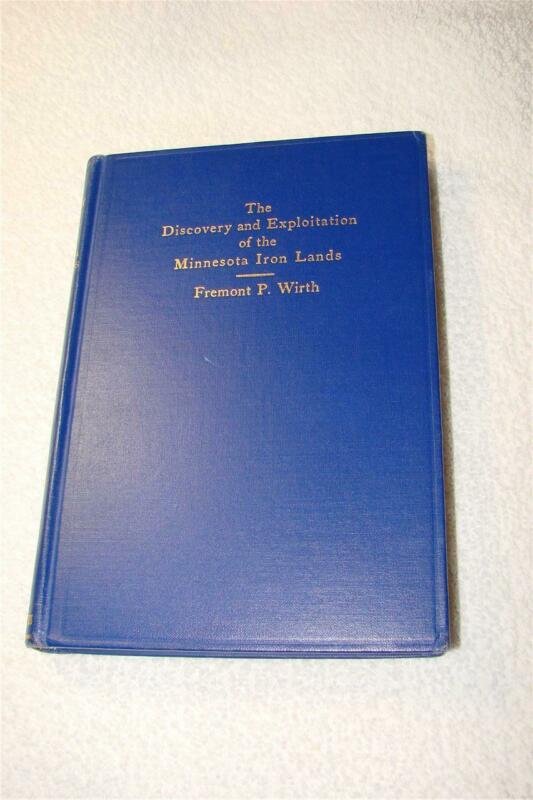 The
Discovery and Exploitation
of the
Minnesota Iron Lands
Fremont P. Wirth